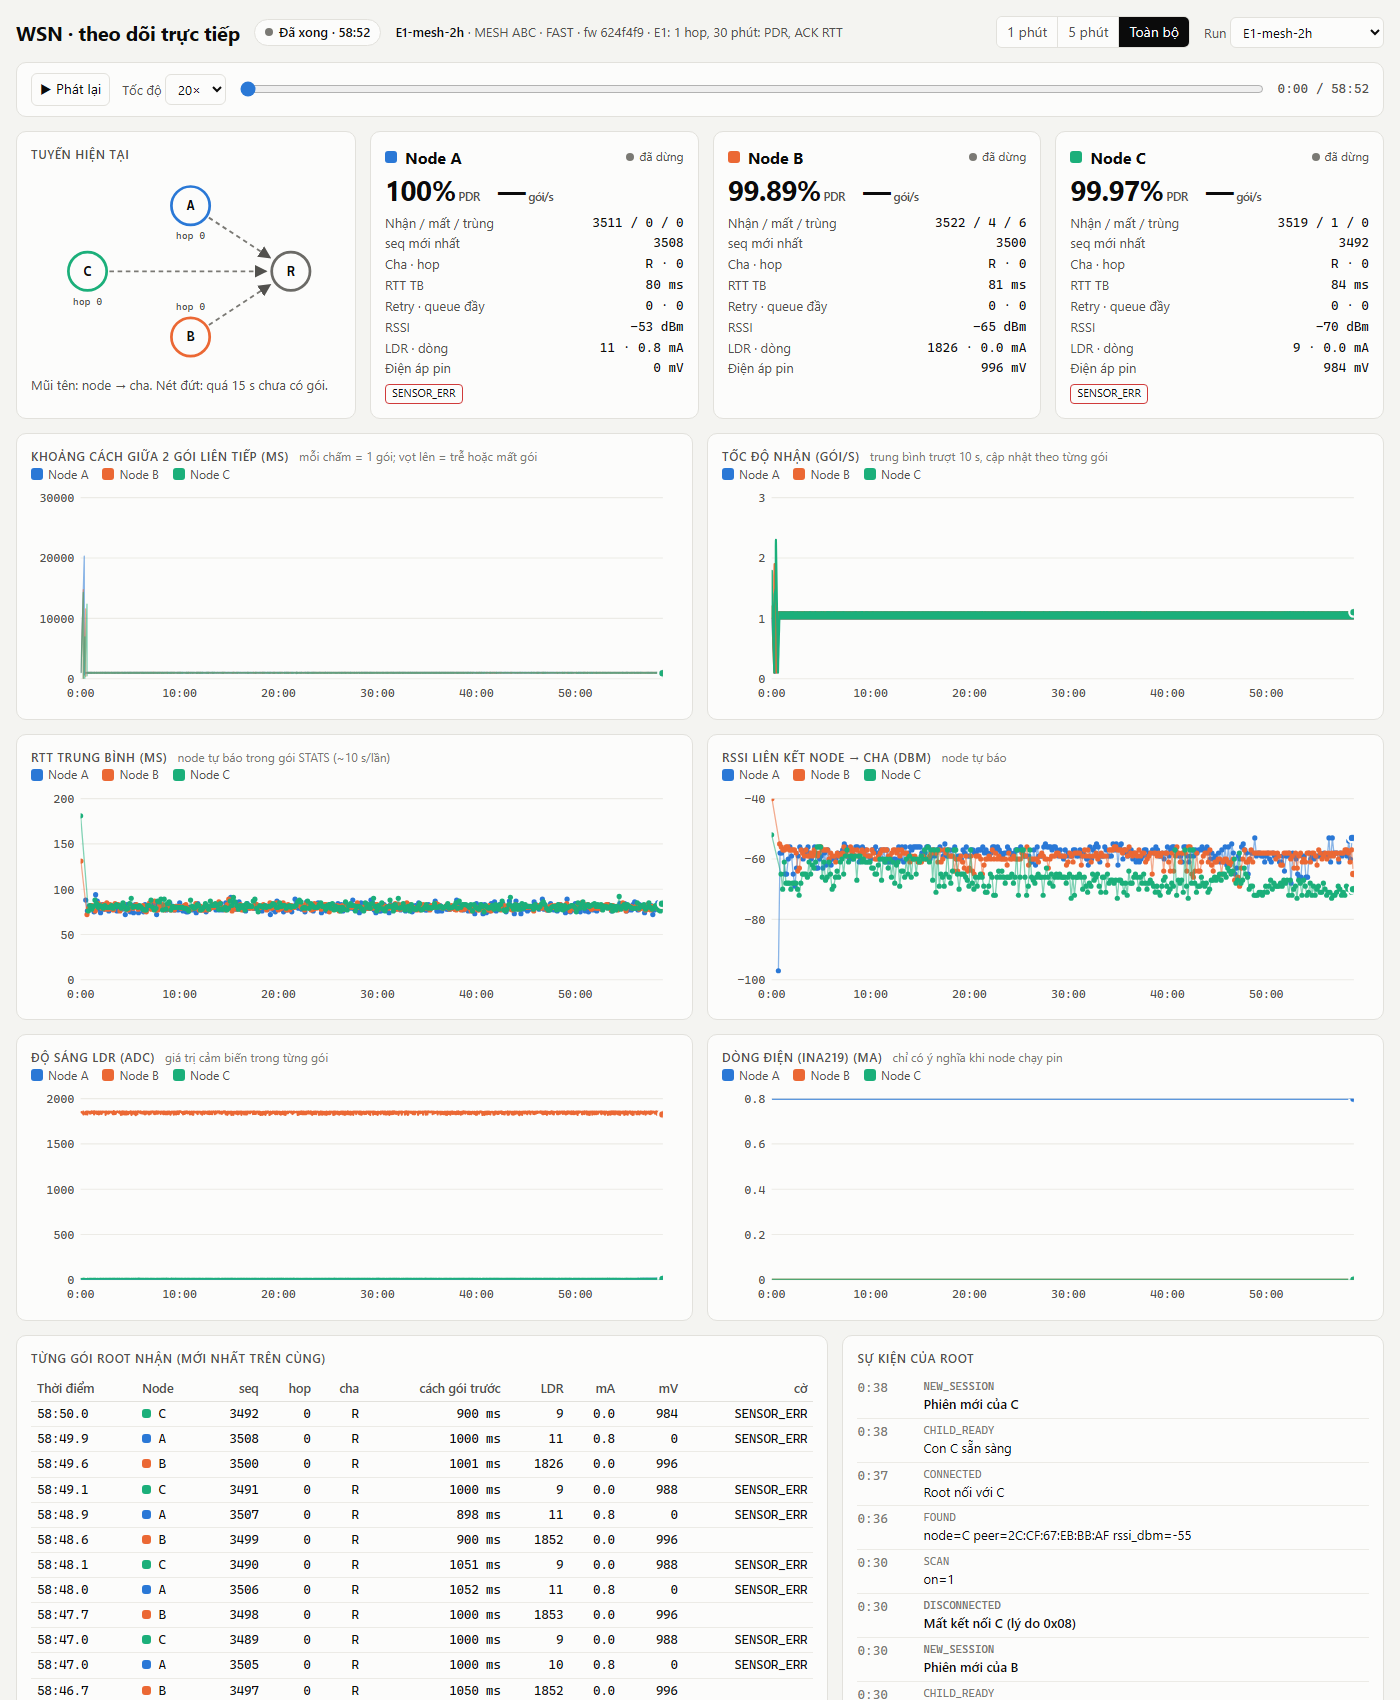 WSN · theo dõi trực tiếp
Đã xong · 58:52
E1-mesh-2h · MESH ABC · FAST · fw 624f4f9 · E1: 1 hop, 30 phút: PDR, ACK RTT
1 phút 5 phút Toàn bộ
Run E1-mesh-2h
▶ Phát lại Tốc độ 20× 0:00 / 58:52
TUYẾN HIỆN TẠI
A
hop 0
C
hop 0
R
hop 0
B
Mũi tên: node → cha. Nét đứt: quá 15 s chưa có gói.
Node A đã dừng
100% PDR — gói/s
Nhận / mất / trùng 3511 / 0 / 0
seq mới nhất 3508
Cha · hop R · 0
RTT TB 80 ms
Retry · queue đầy 0 · 0
RSSI −53 dBm
LDR · dòng 11 · 0.8 mA
Điện áp pin 0 mV
SENSOR_ERR
Node B đã dừng
99.89% PDR — gói/s
Nhận / mất / trùng 3522 / 4 / 6
seq mới nhất 3500
Cha · hop R · 0
RTT TB 81 ms
Retry · queue đầy 0 · 0
RSSI −65 dBm
LDR · dòng 1826 · 0.0 mA
Điện áp pin 996 mV
Node C đã dừng
99.97% PDR — gói/s
Nhận / mất / trùng 3519 / 1 / 0
seq mới nhất 3492
Cha · hop R · 0
RTT TB 84 ms
Retry · queue đầy 0 · 0
RSSI −70 dBm
LDR · dòng 9 · 0.0 mA
Điện áp pin 984 mV
SENSOR_ERR
KHOẢNG CÁCH GIỮA 2 GÓI LIÊN TIẾP (MS) mỗi chấm = 1 gói; vọt lên = trễ hoặc mất gói
Node A Node B Node C
30000
20000
10000
0
0:00 10:00 20:00 30:00 40:00 50:00
TỐC ĐỘ NHẬN (GÓI/S) trung bình trượt 10 s, cập nhật theo từng gói
Node A Node B Node C
3
2
1
0
0:00 10:00 20:00 30:00 40:00 50:00
RTT TRUNG BÌNH (MS) node tự báo trong gói STATS (~10 s/lần)
Node A Node B Node C
200
150
100
50
0
0:00 10:00 20:00 30:00 40:00 50:00
RSSI LIÊN KẾT NODE → CHA (DBM) node tự báo
Node A Node B Node C
−40
−60
−80
−100
0:00 10:00 20:00 30:00 40:00 50:00
ĐỘ SÁNG LDR (ADC) giá trị cảm biến trong từng gói
Node A Node B Node C
2000
1500
1000
500
0
0:00 10:00 20:00 30:00 40:00 50:00
DÒNG ĐIỆN (INA219) (MA) chỉ có ý nghĩa khi node chạy pin
Node A Node B Node C
0.8
0.6
0.4
0.2
0
0:00 10:00 20:00 30:00 40:00 50:00
TỪNG GÓI ROOT NHẬN (MỚI NHẤT TRÊN CÙNG)
Thời điểm Node seq hop cha cách gói trước LDR mA mV cờ
58:50.0 C 3492 0 R 900 ms 9 0.0 984 SENSOR_ERR
58:49.9 A 3508 0 R 1000 ms 11 0.8 0 SENSOR_ERR
58:49.6 B 3500 0 R 1001 ms 1826 0.0 996
58:49.1 C 3491 0 R 1000 ms 9 0.0 988 SENSOR_ERR
58:48.9 A 3507 0 R 898 ms 11 0.8 0 SENSOR_ERR
58:48.6 B 3499 0 R 900 ms 1852 0.0 996
58:48.1 C 3490 0 R 1051 ms 9 0.0 988 SENSOR_ERR
58:48.0 A 3506 0 R 1052 ms 11 0.8 0 SENSOR_ERR
58:47.7 B 3498 0 R 1000 ms 1853 0.0 996
58:47.0 C 3489 0 R 1000 ms 9 0.0 988 SENSOR_ERR
58:47.0 A 3505 0 R 1000 ms 10 0.8 0 SENSOR_ERR
58:46.7 B 3497 0 R 1050 ms 1852 0.0 996
SỰ KIỆN CỦA ROOT
0:38 NEW_SESSION
Phiên mới của C
0:38 CHILD_READY
Con C sẵn sàng
0:37 CONNECTED
Root nối với C
0:36 FOUND
node=C peer=2C:CF:67:EB:BB:AF rssi_dbm=-55
0:30 SCAN
on=1
0:30 DISCONNECTED
Mất kết nối C (lý do 0x08)
0:30 NEW_SESSION
Phiên mới của B
0:30 CHILD_READY